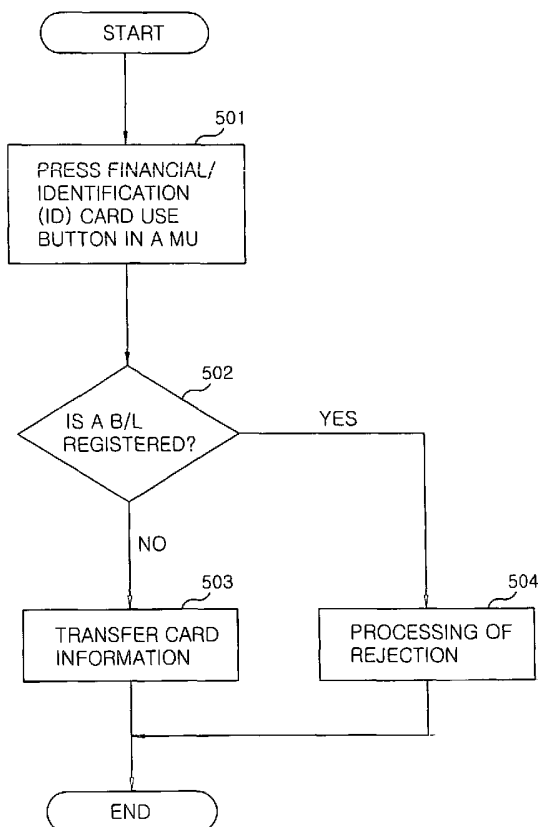 START
501
PRESS FINANCIAL/
IDENTIFICATION
(ID) CARD USE
BUTTON IN A MU
502
IS A B/L
REGISTERED?
YES
NO
503
TRANSFER CARD
INFORMATION
504
PROCESSING OF
REJECTION
END